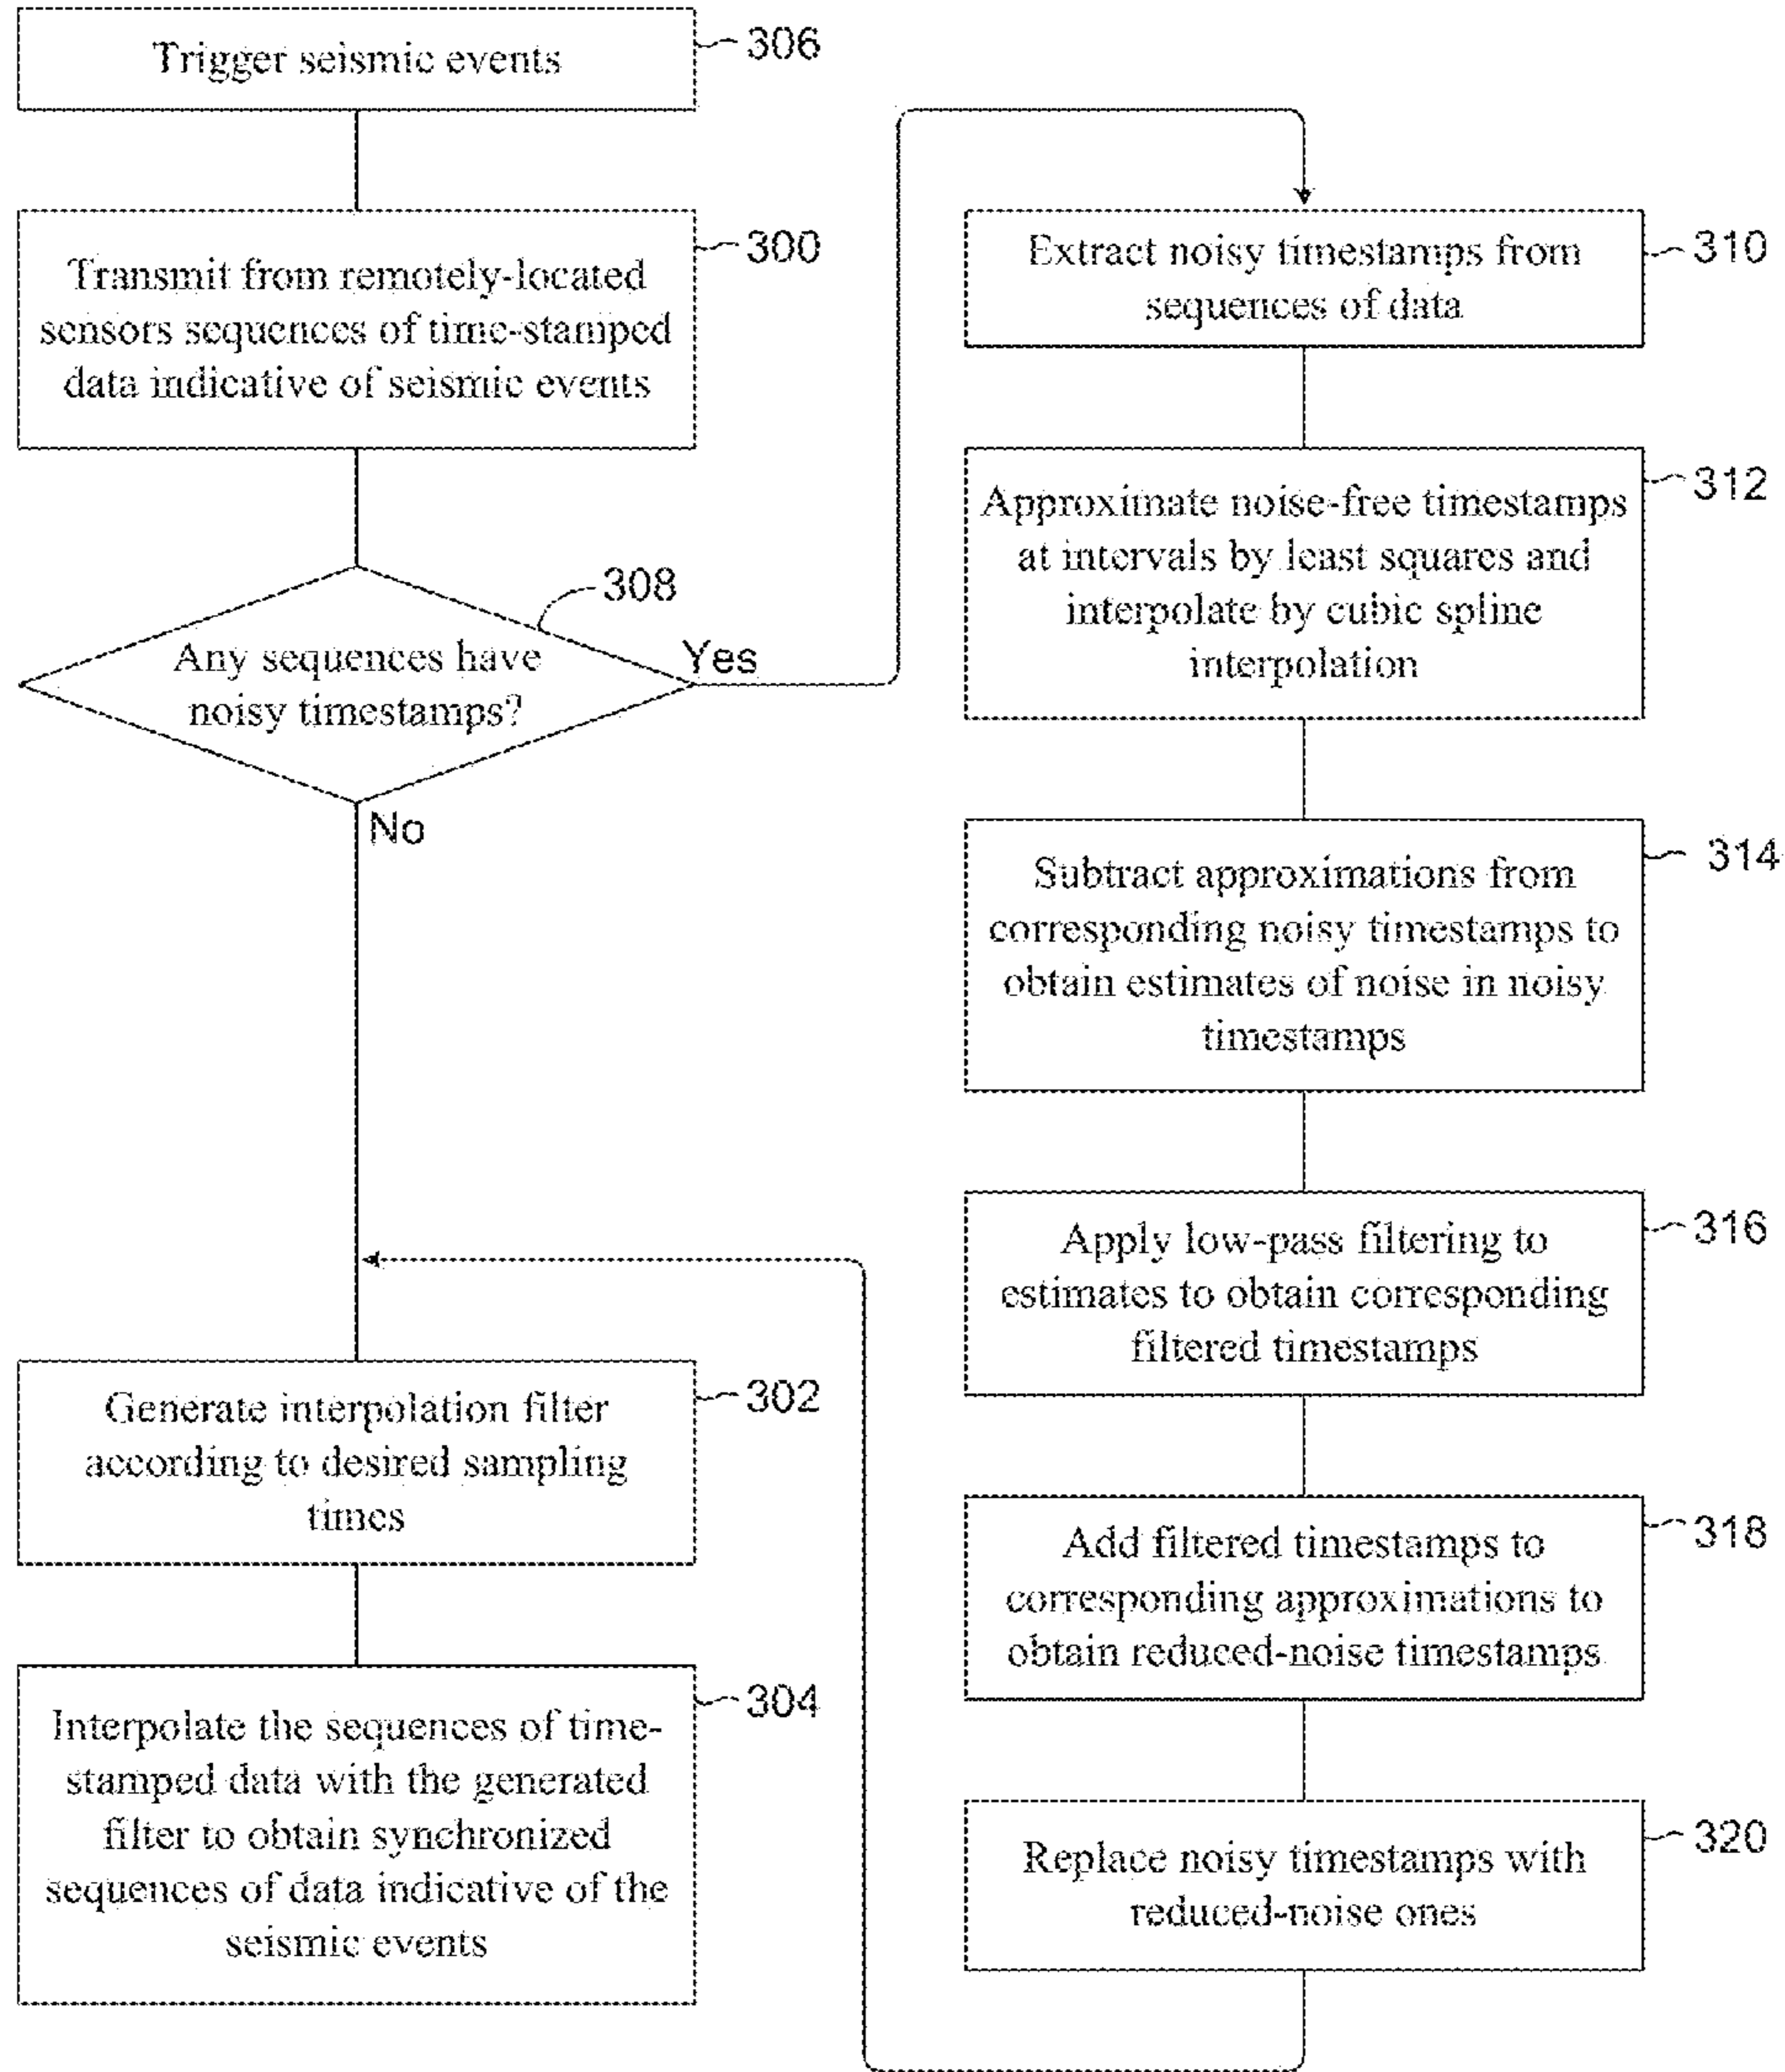 Trigger seismic events
306
Transmit from remotely-located
sensors sequences of time-stamped
data indicative of seismic events
300
Any sequences have
noisy timestamps?
308
Yes
No
Extract noisy timestamps from
sequences of data
310
Approximate noise-free timestamps
at intervals by least squares and
interpolate by cubic spline
interpolation
312
Subtract approximations from
corresponding noisy timestamps to
obtain estimates of noise in noisy
timestamps
314
Apply low-pass filtering to
estimates to obtain corresponding
filtered timestamps
316
Add filtered timestamps to
corresponding approximations to
obtain reduced-noise timestamps
318
Replace noisy timestamps with
reduced-noise ones
320
Generate interpolation filter
according to desired sampling
times
302
Interpolate the sequences of time-
stamped data with the generated
filter to obtain synchronized
sequences of data indicative of the
seismic events
304